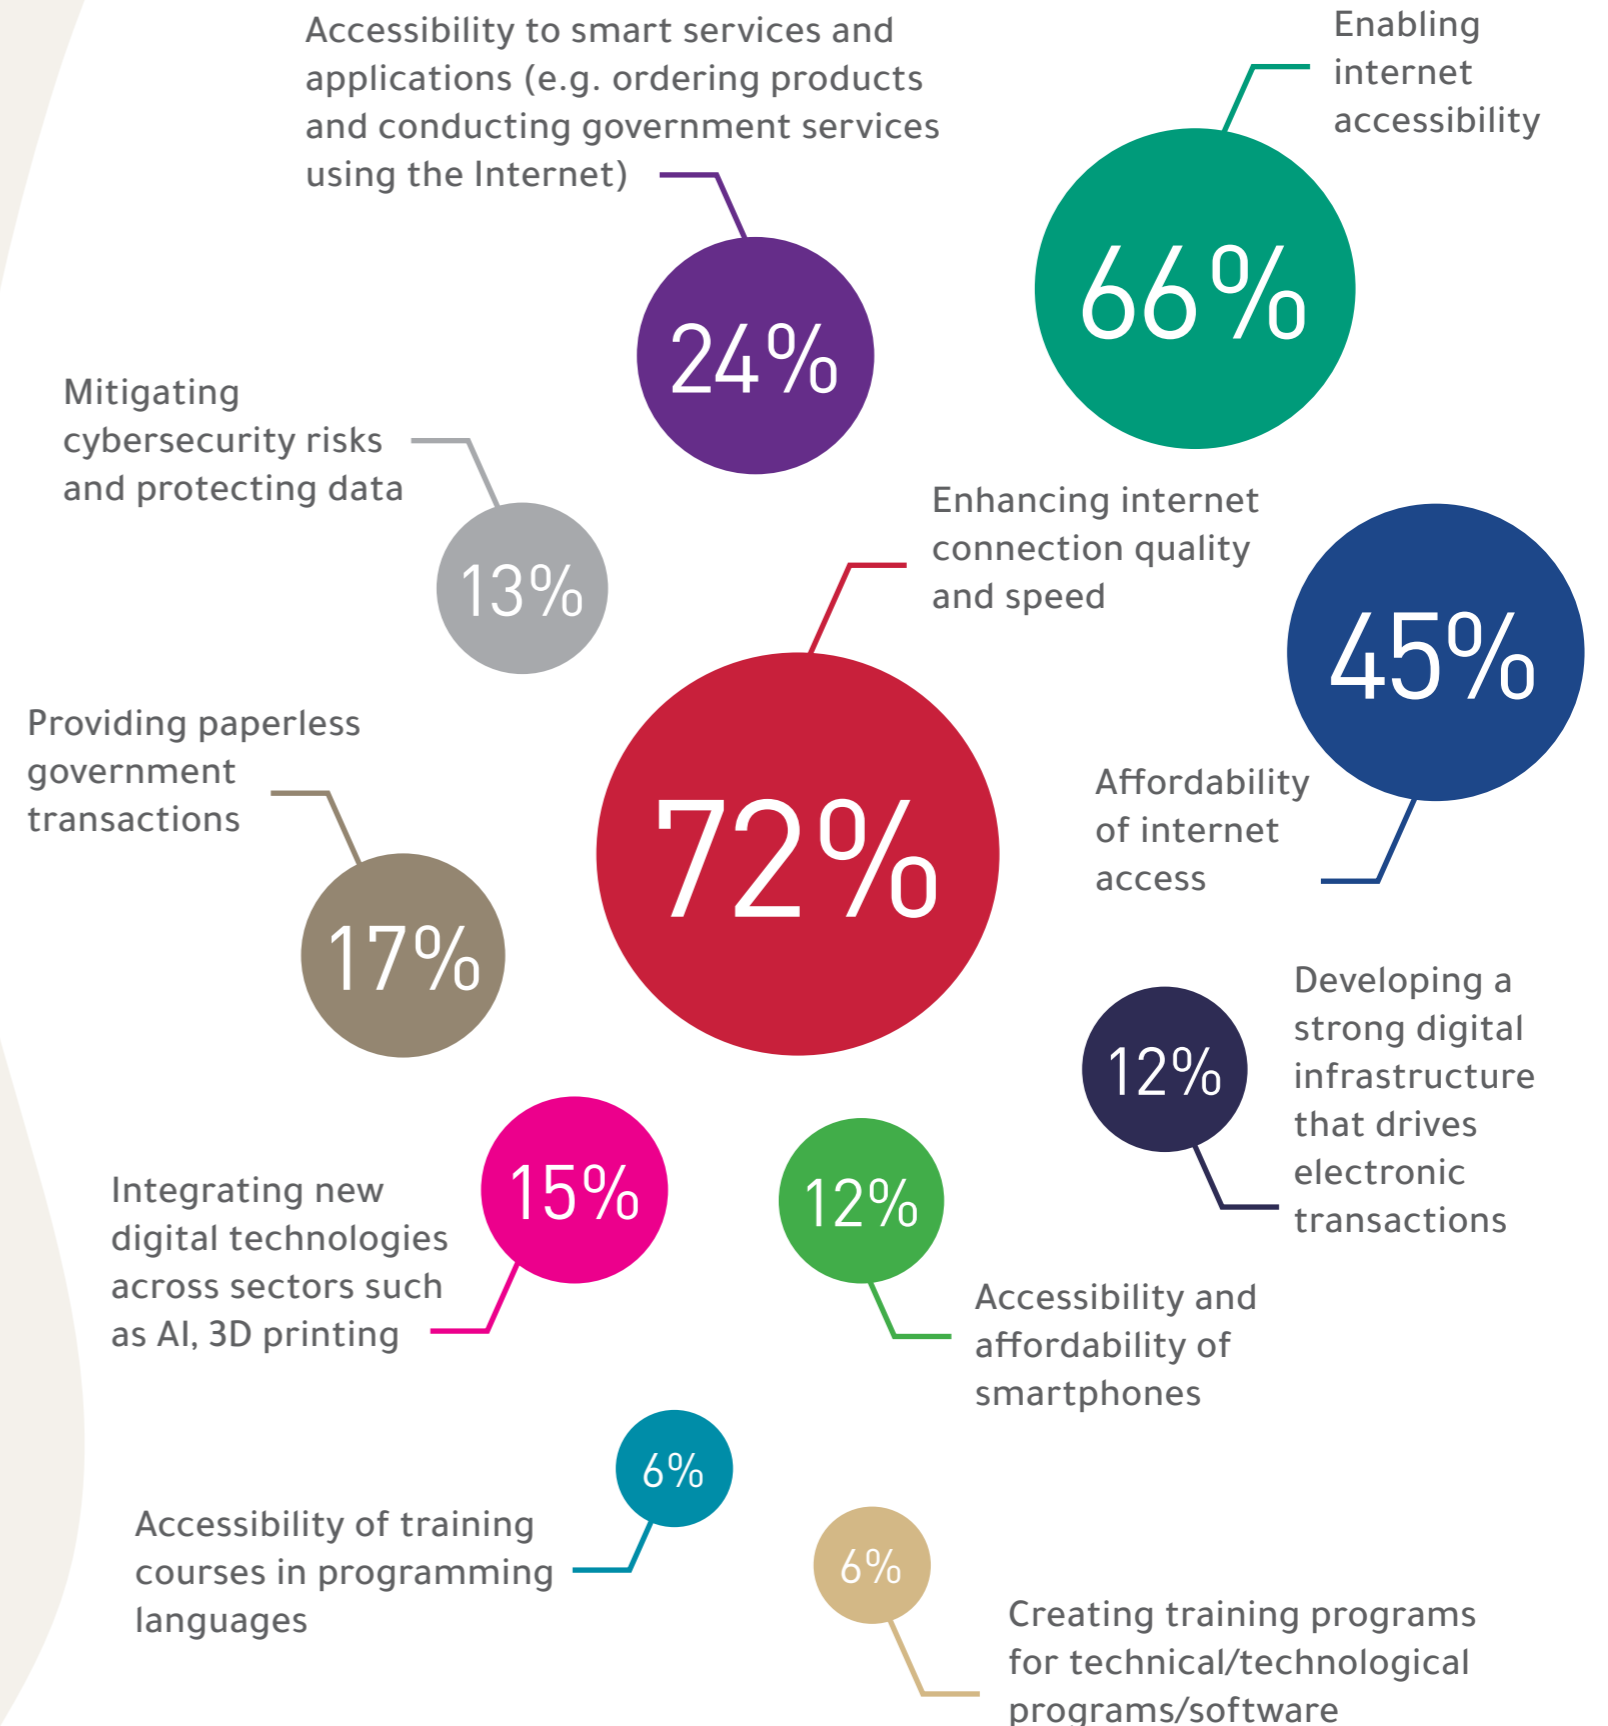 Accessibility to smart services and
applications (e.g. ordering products
and conducting government services
using the Internet)
24%
Enabling
internet
accessibility
66%
Mitigating
cybersecurity risks
and protecting data
13%
Enhancing internet
connection quality
and speed
72%
45%
Affordability
of internet
access
Providing paperless
government
transactions
17%
12%
Developing a
strong digital
infrastructure
that drives
electronic
transactions
15%
Integrating new
digital technologies
across sectors such
as AI, 3D printing
12%
Accessibility and
affordability of
smartphones
6%
Accessibility of training
courses in programming
languages
6%
Creating training programs
for technical/technological
programs/software